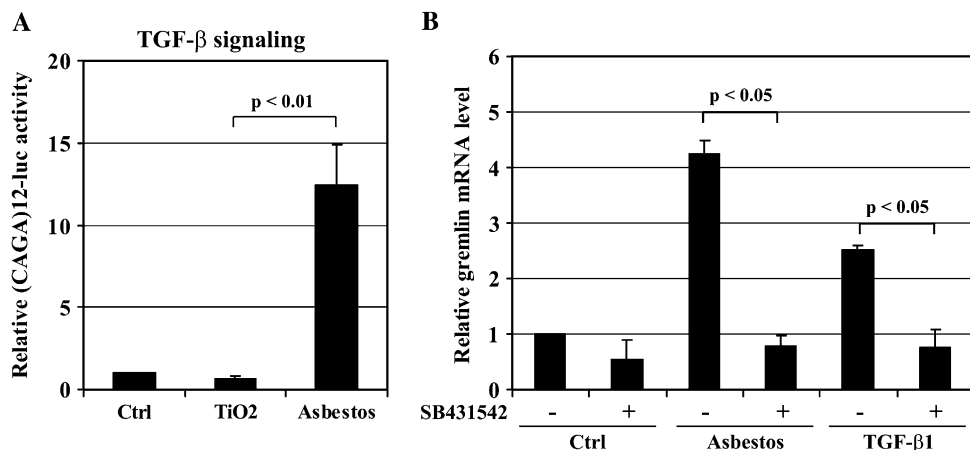 A
TGF-β signaling
Relative (CAGA)12-luc activity
20
15
10
5
0
p < 0.01
Ctrl TiO2 Asbestos
B
Relative gremlin mRNA level
6
5
4
3
2
1
0
p < 0.05
p < 0.05
SB431542 - + - + - +
Ctrl Asbestos TGF-β1